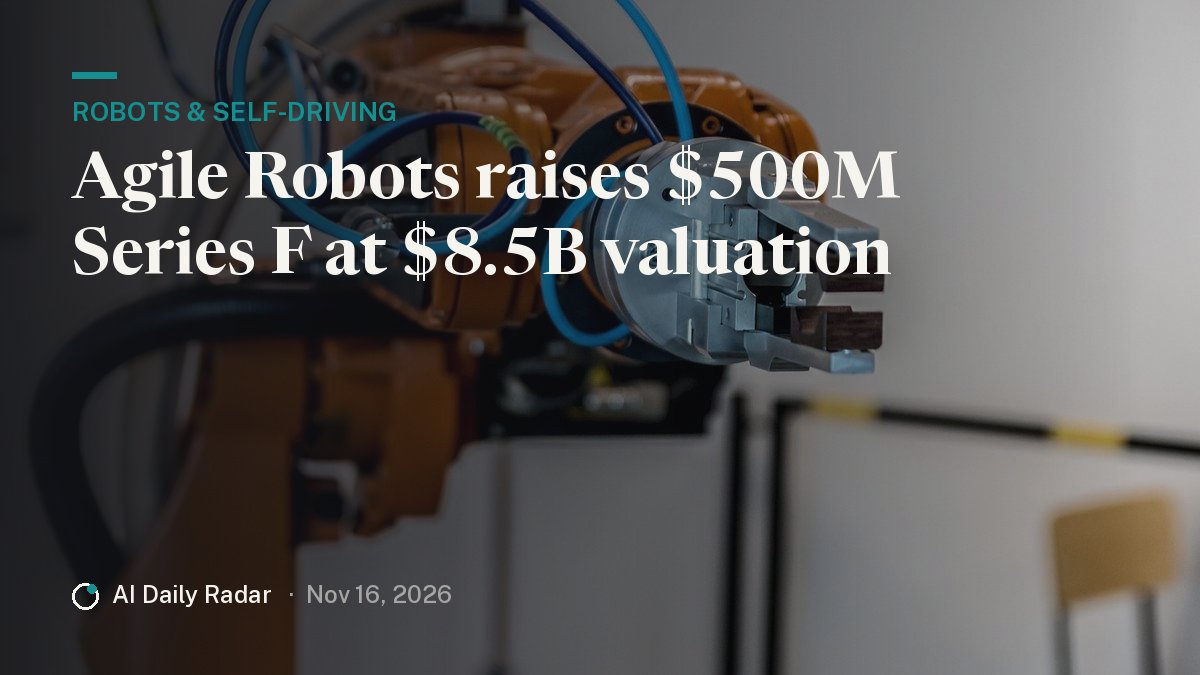 ROBOTS & SELF-DRIVING
Agile Robots raises $500M
Series F at $8.5B valuation
AI Daily Radar · Nov 16, 2026